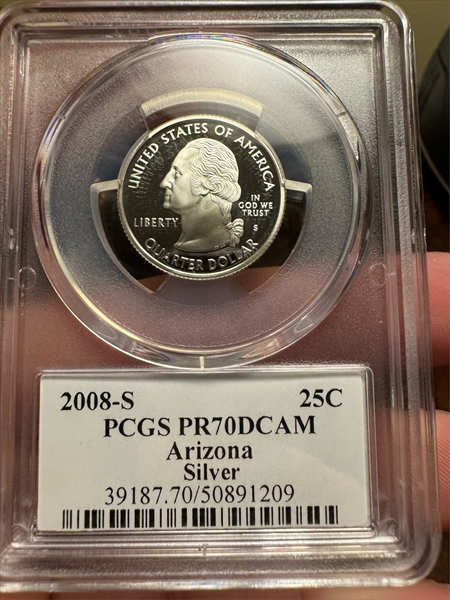 UNITED STATES OF AMERICA
LIBERTY
IN
GOD WE
TRUST
S
QUARTER DOLLAR
2008-S 25C
PCGS PR70DCAM
Arizona
Silver
39187.70/50891209